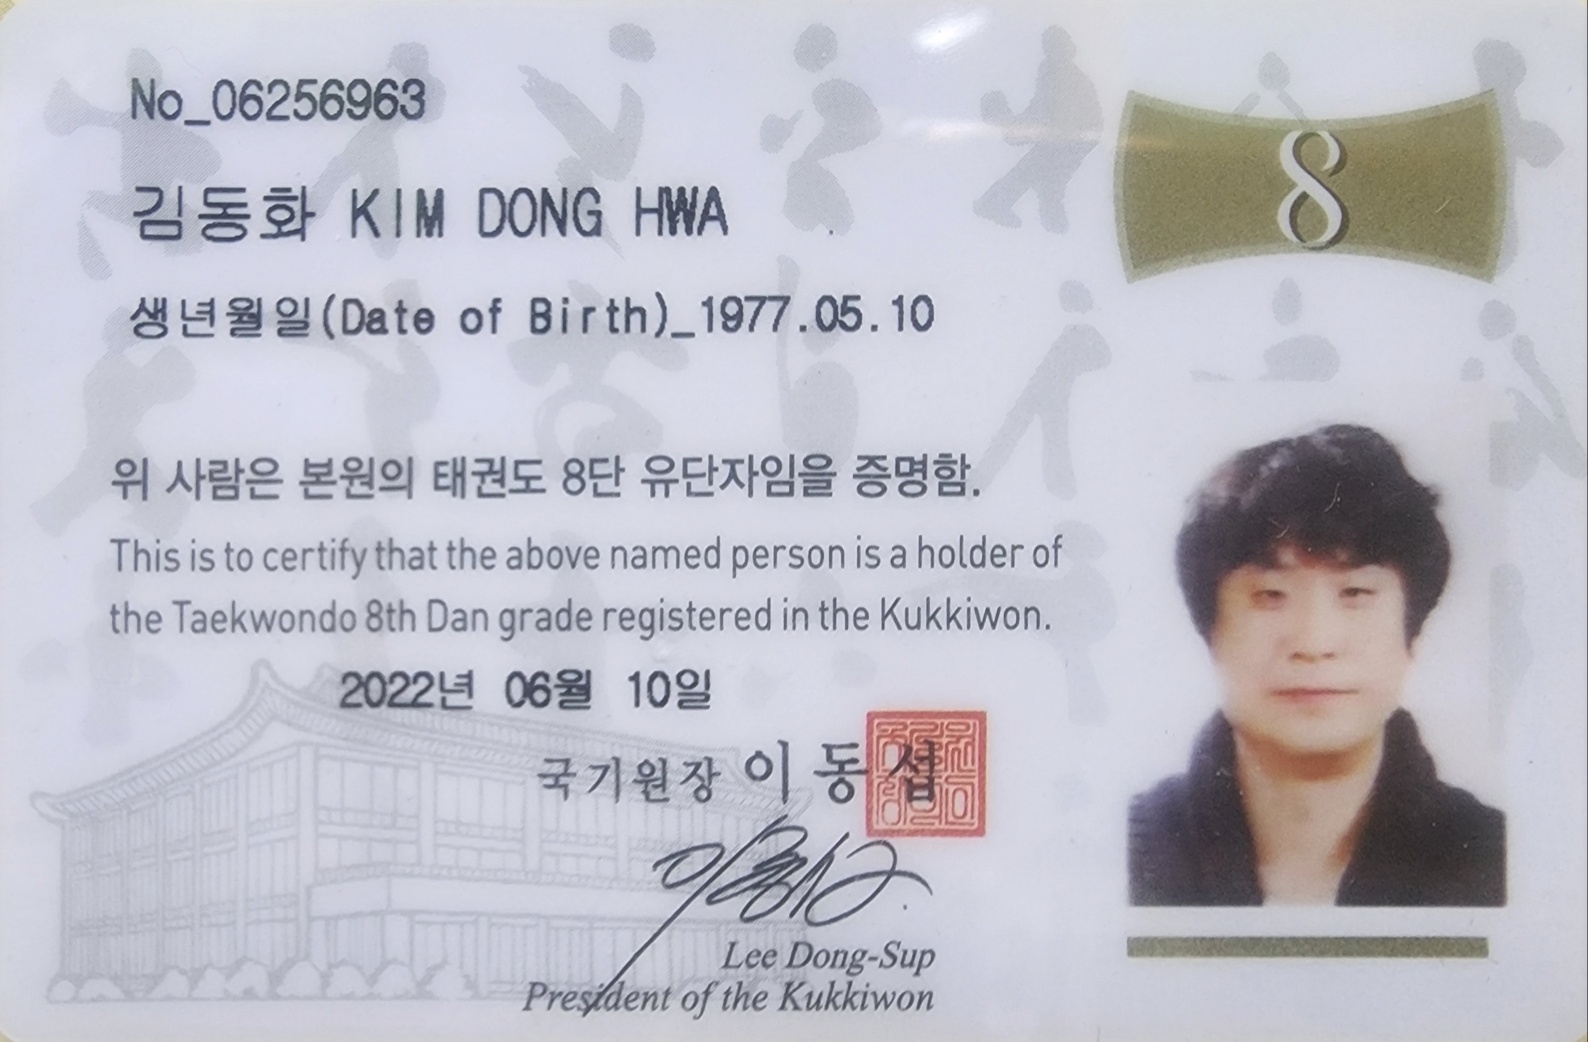 No_06256963
8
김동화 KIM DONG HWA
생년월일(Date of Birth)_1977.05.10
위 사람은 본원의 태권도 8단 유단자임을 증명함.
This is to certify that the above named person is a holder of
the Taekwondo 8th Dan grade registered in the Kukkiwon.
2022년 06월 10일
국기원장 이동섭
Lee Dong-Sup
President of the Kukkiwon